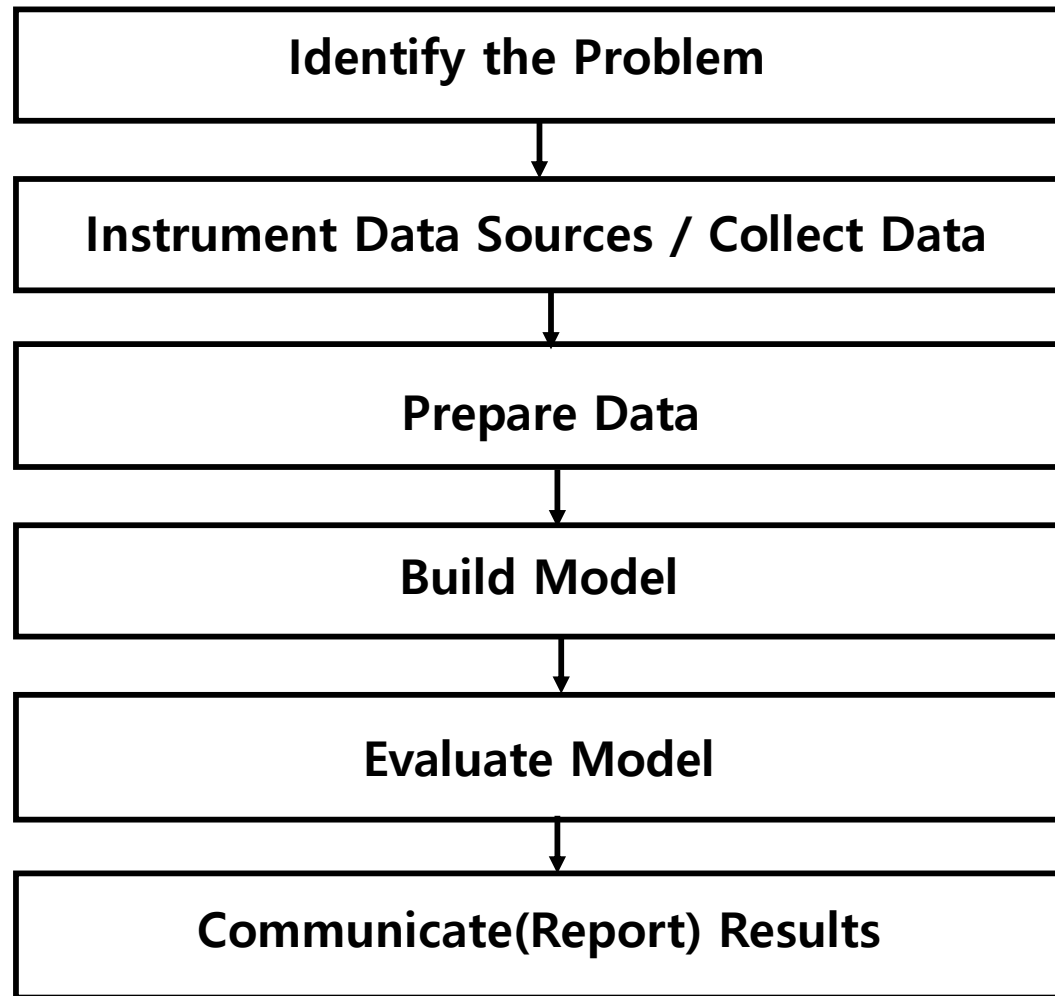 Identify the Problem
Instrument Data Sources / Collect Data
Prepare Data
Build Model
Evaluate Model
Communicate(Report) Results